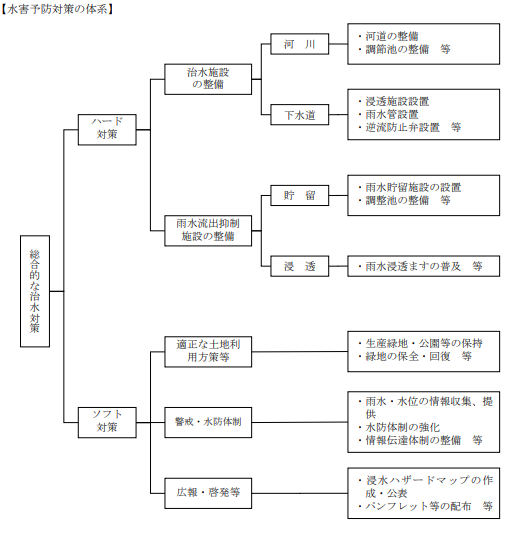 【水害予防対策の体系】
河　川
・河道の整備
・調節池の整備　等
治水施設
の整備
下水道
・浸透施設設置
・雨水管設置
・逆流防止弁設置　等
ハード
対策
貯　留
・雨水貯留施設の設置
・調整池の整備　等
雨水流出抑制
施設の整備
浸　透
・雨水浸透ますの普及　等
総合的な治水対策
適正な土地利
用方策等
・生産緑地・公園等の保持
・緑地の保全・回復　等
ソフト
対策
警戒・水防体制
・雨水・水位の情報収集、提
供
・水防体制の強化
・情報伝達体制の整備　等
広報・啓発等
・浸水ハザードマップの作
成・公表
・パンフレット等の配布　等